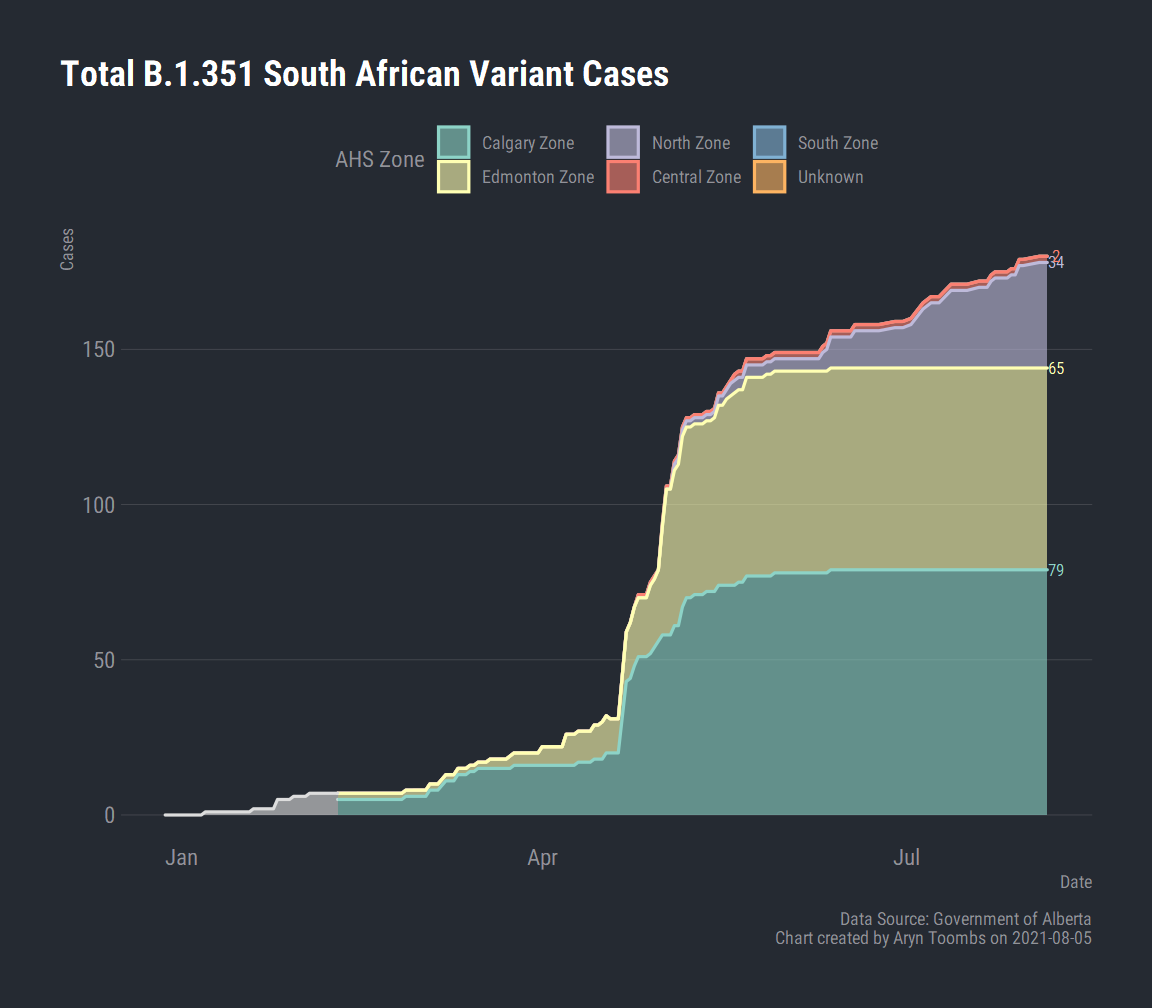 Total B.1.351 South African Variant Cases
AHS Zone
Calgary Zone
North Zone
South Zone
Edmonton Zone
Central Zone
Unknown
Cases
2
34
150
65
100
79
50
0
Jan
Apr
Jul
Date
Data Source: Government of Alberta
Chart created by Aryn Toombs on 2021-08-05